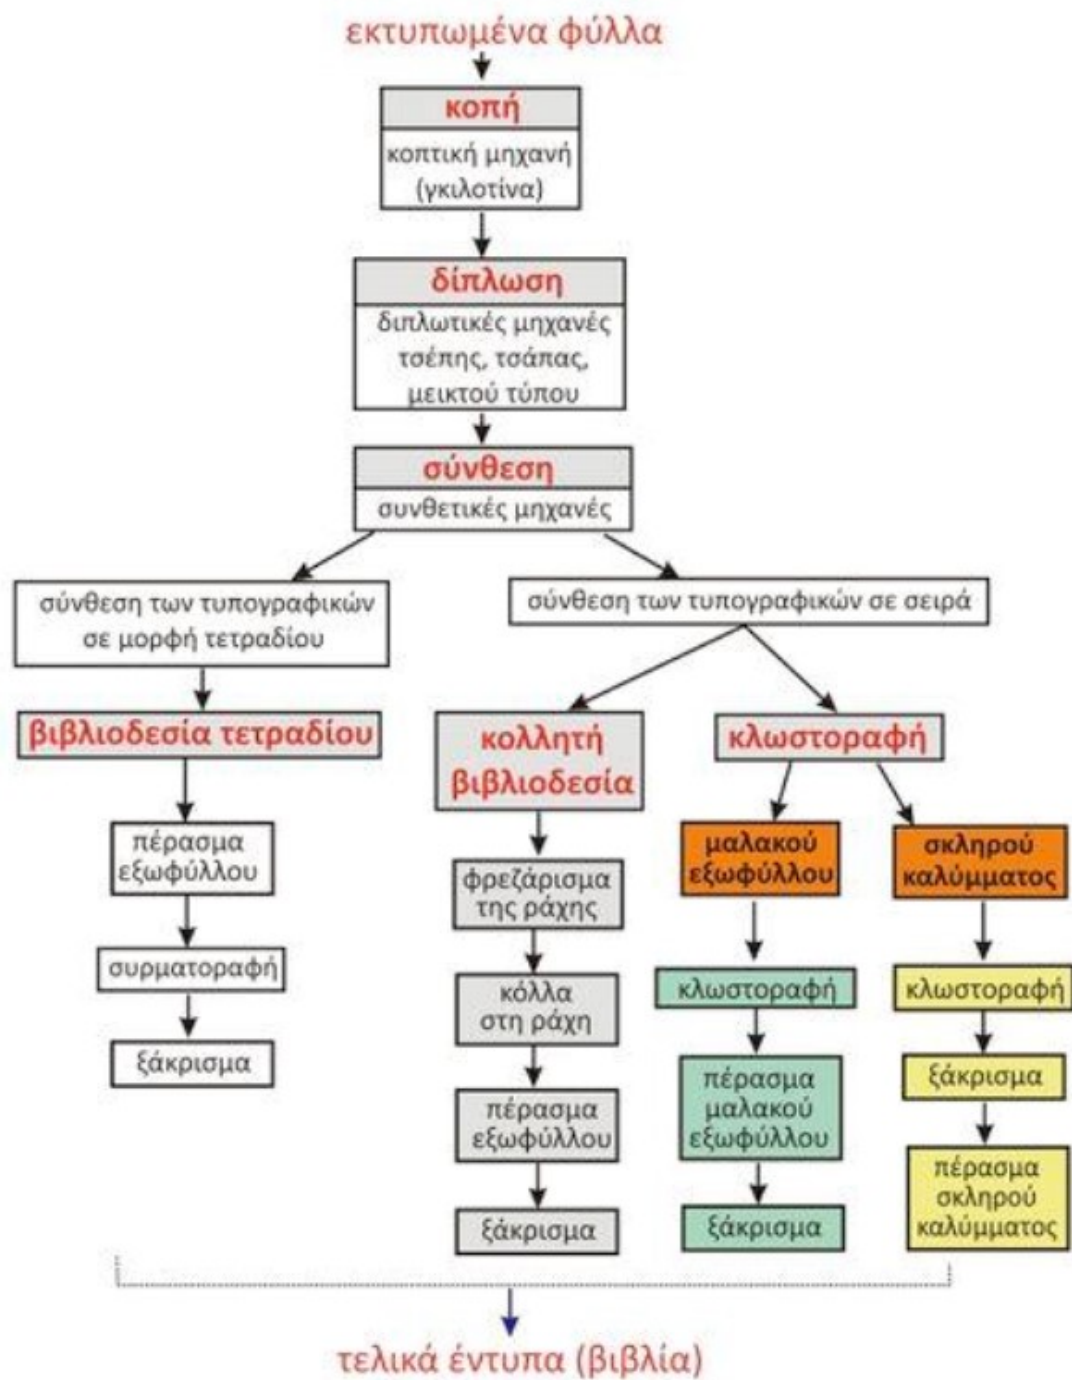 εκτυπωμένα φύλλα
κοπή
κοπτική μηχανή
(γκιλοτίνα)
δίπλωση
διπλωτικές μηχανές
τσέπης, τσάπας,
μεικτού τύπου
σύνθεση
συνθετικές μηχανές
σύνθεση των τυπογραφικών
σε μορφή τετραδίου
σύνθεση των τυπογραφικών σε σειρά
βιβλιοδεσία τετραδίου
πέρασμα
εξωφύλλου
συρματοραφή
ξάκρισμα
κολλητή
βιβλιοδεσία
φρεζάρισμα
της ράχης
κόλλα
στη ράχη
πέρασμα
εξωφύλλου
ξάκρισμα
κλωστοραφή
μαλακού
εξωφύλλου
κλωστοραφή
πέρασμα
μαλακού
εξωφύλλου
ξάκρισμα
σκληρού
καλύμματος
κλωστοραφή
ξάκρισμα
πέρασμα
σκληρού
καλύμματος
τελικά έντυπα (βιβλία)